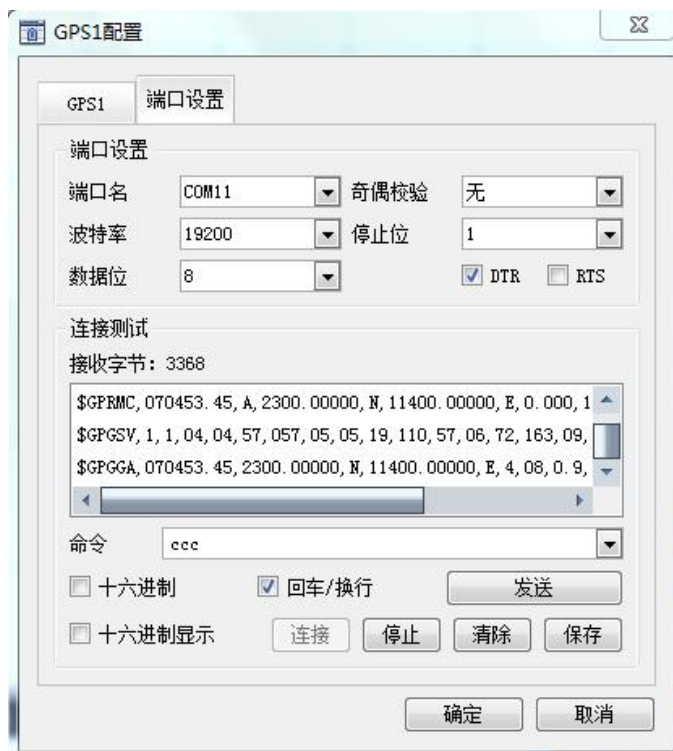 GPS1配置
GPS1 端口设置
端口设置
端口名 COM11 奇偶校验 无
波特率 19200 停止位 1
数据位 8 DTR RTS
连接测试
接收字节: 3368
$GPRMC, 070453. 45, A, 2300. 00000, N, 11400. 00000, E, 0. 000, 1
$GPGSV, 1, 1, 04, 04, 57, 057, 05, 05, 19, 110, 57, 06, 72, 163, 09,
$GPGGA, 070453. 45, 2300. 00000, N, 11400. 00000, E, 4, 08, 0. 9,
命令 ccc
十六进制 回车/换行 发送
十六进制显示 连接 停止 清除 保存
确定 取消